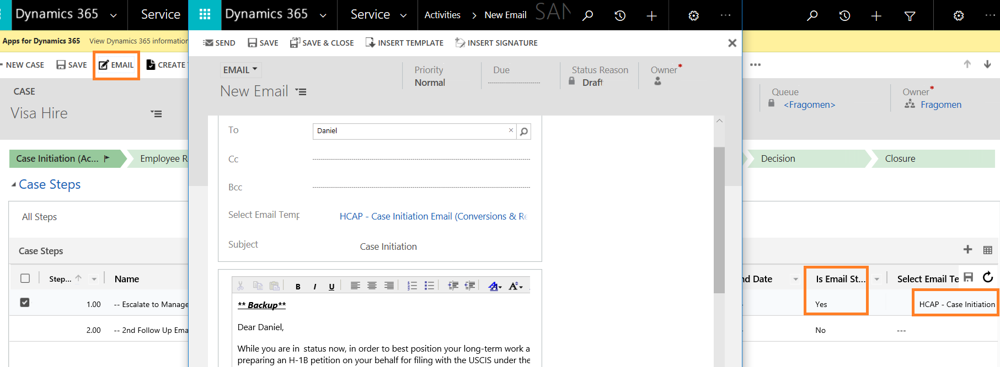 Dynamics 365 Service
Dynamics 365 Service Activities New Email SAN
Apps for Dynamics 365 View Dynamics 365 information
NEW CASE SAVE EMAIL CREATE
CASE
Visa Hire
Case Initiation (Ac... Employee R
Case Steps
All Steps
Case Steps
Step... Name
1.00 -- Escalate to Manage
2.00 -- 2nd Follow Up Ema
SEND SAVE SAVE & CLOSE INSERT TEMPLATE INSERT SIGNATURE
EMAIL
New Email
Priority
Normal
Due
Status Reason
Draft
Owner*
To Daniel
Cc
Bcc
Select Email Temp HCAP - Case Initiation Email (Conversions & Re
Subject Case Initiation
B I U A A
** Backup**
Dear Daniel,
While you are in status now, in order to best position your long-term work a
preparing an H-1B petition on your behalf for filing with the USCIS under the
Queue
<Fragomen>
Owner*
Fragomen
Decision Closure
nd Date Is Email St... Select Email Te
- Yes HCAP - Case Initiation
- No ---